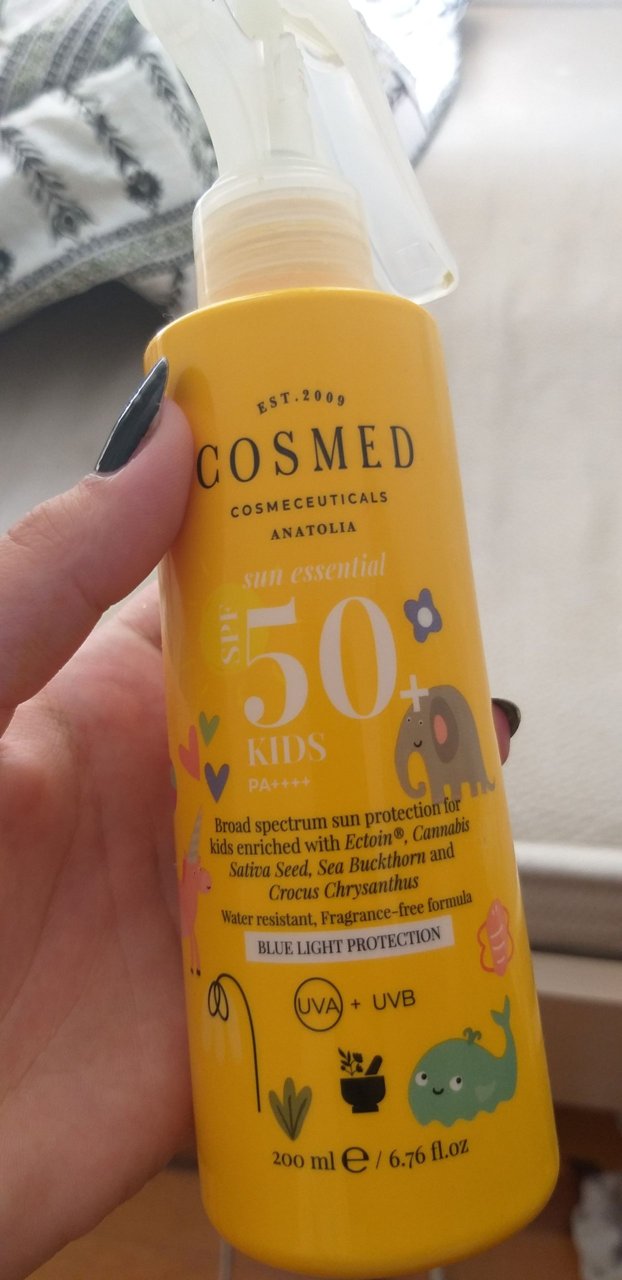 EST.2009
COSMED
COSMECEUTICALS
ANATOLIA
sun essential
SPF
50+
KIDS
PA++++
Broad spectrum sun protection for
kids enriched with Ectoin®, Cannabis
Sativa Seed, Sea Buckthorn and
Crocus Chrysanthus
Water resistant, Fragrance-free formula
BLUE LIGHT PROTECTION
UVA + UVB
200 ml ℮ / 6.76 fl.oz